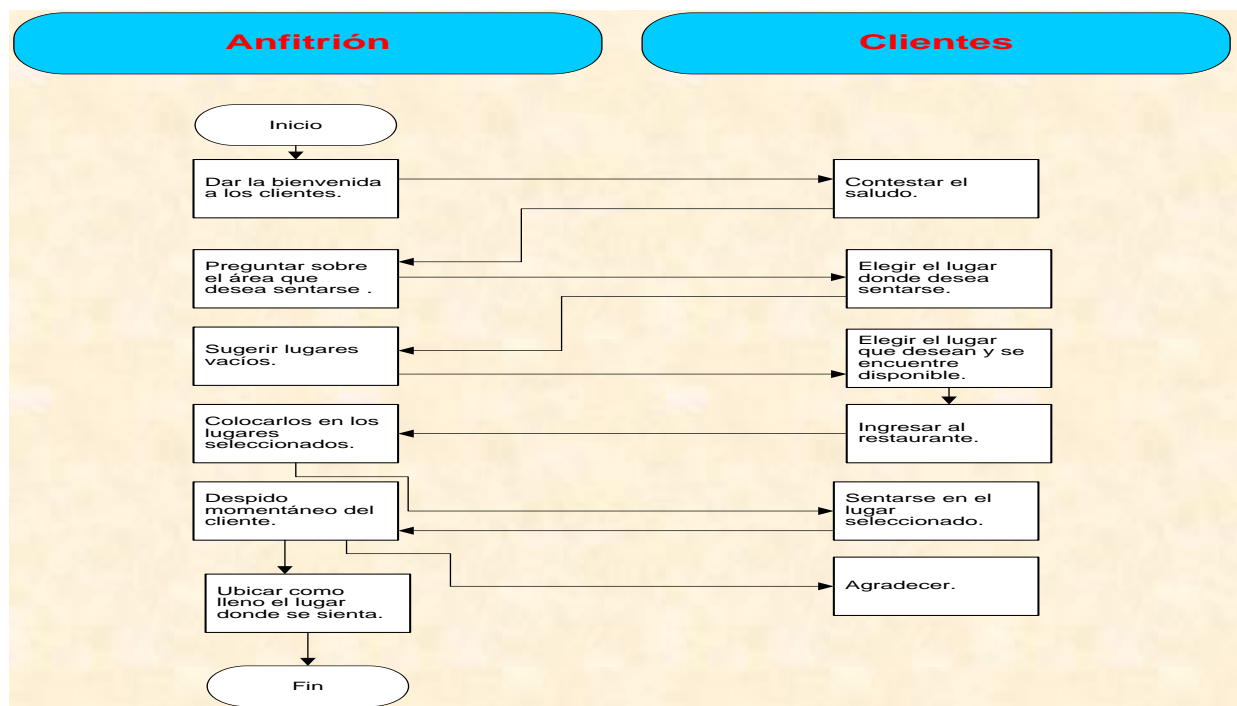 Anfitrión
Clientes
Inicio
Dar la bienvenida
a los clientes.
Contestar el
saludo.
Preguntar sobre
el área que
desea sentarse .
Elegir el lugar
donde desea
sentarse.
Sugerir lugares
vacíos.
Elegir el lugar
que desean y se
encuentre
disponible.
Colocarlos en los
lugares
seleccionados.
Ingresar al
restaurante.
Despido
momentáneo del
cliente.
Sentarse en el
lugar
seleccionado.
Ubicar como
lleno el lugar
donde se sienta.
Agradecer.
Fin